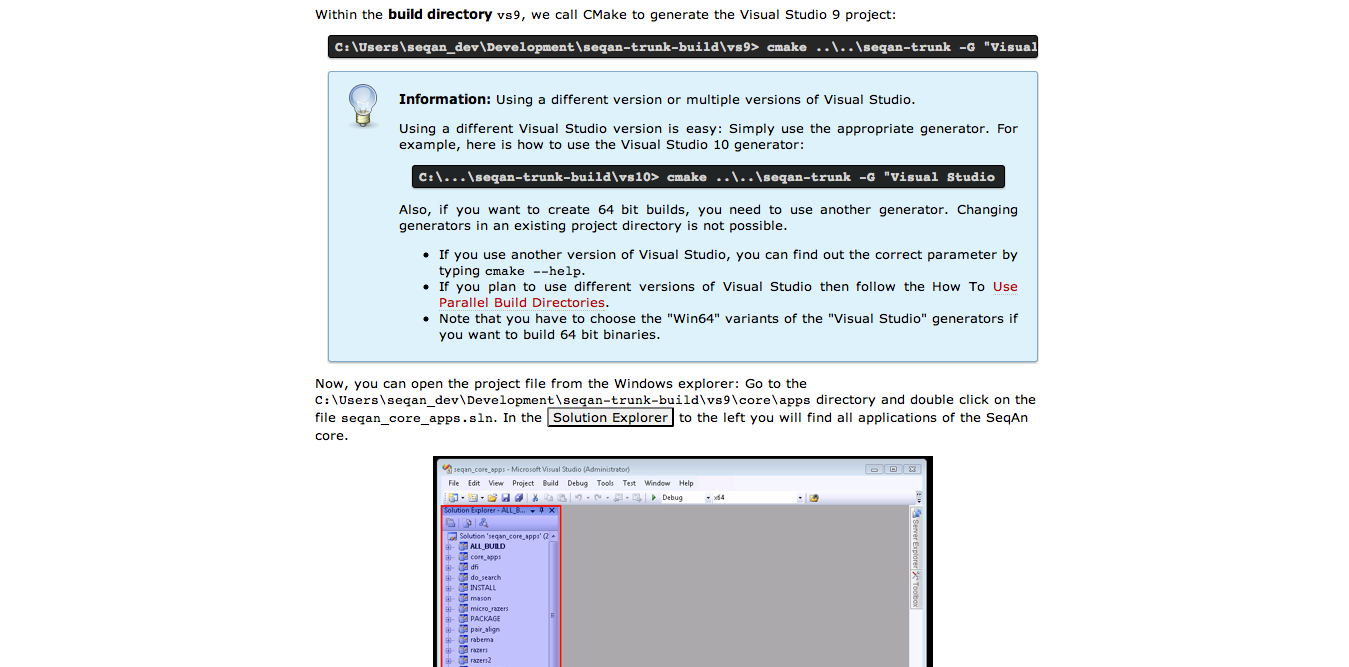 Within the build directory vs9, we call CMake to generate the Visual Studio 9 project:
C:\Users\seqan_dev\Development\seqan-trunk-build\vs9> cmake ..\..\seqan-trunk -G "Visual
Information: Using a different version or multiple versions of Visual Studio.
Using a different Visual Studio version is easy: Simply use the appropriate generator. For
example, here is how to use the Visual Studio 10 generator:
C:\...\seqan-trunk-build\vs10> cmake ..\..\seqan-trunk -G "Visual Studio
Also, if you want to create 64 bit builds, you need to use another generator. Changing
generators in an existing project directory is not possible.
• If you use another version of Visual Studio, you can find out the correct parameter by
typing cmake --help.
• If you plan to use different versions of Visual Studio then follow the How To Use
Parallel Build Directories.
• Note that you have to choose the "Win64" variants of the "Visual Studio" generators if
you want to build 64 bit binaries.
Now, you can open the project file from the Windows explorer: Go to the
C:\Users\seqan_dev\Development\seqan-trunk-build\vs9\core\apps directory and double click on the
file seqan_core_apps.sln. In the Solution Explorer to the left you will find all applications of the SeqAn
core.
seqan_core_apps - Microsoft Visual Studio (Administrator)
File Edit View Project Build Debug Tools Test Window Help
Debug x64
Solution Explorer - ALL_B...
Solution 'seqan_core_apps' (2
ALL_BUILD
core_apps
dfi
do_search
INSTALL
mason
micro_razers
PACKAGE
pair_align
rabema
razers
razers2
Server Explorer
Toolbox